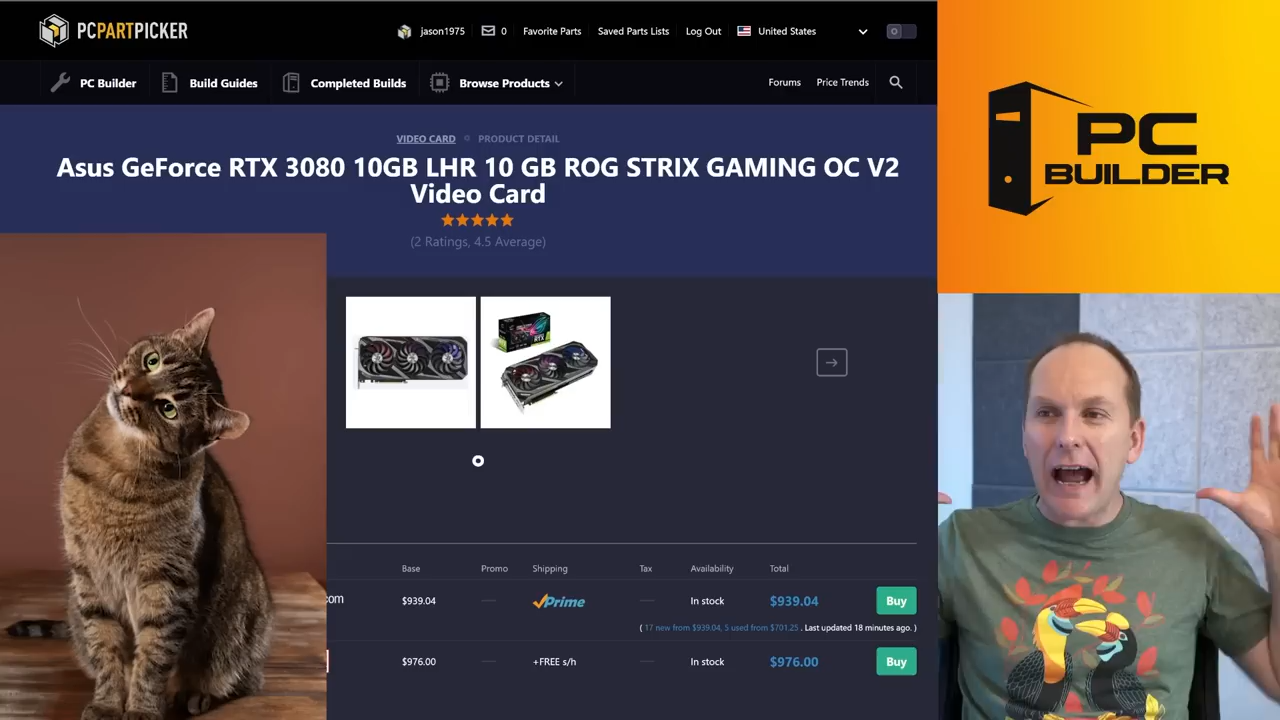 PCPARTPICKER
jason1975
0
Favorite Parts
Saved Parts Lists
Log Out
United States
PC Builder
Build Guides
Completed Builds
Browse Products
Forums
Price Trends
VIDEO CARD
PRODUCT DETAIL
Asus GeForce RTX 3080 10GB LHR 10 GB ROG STRIX GAMING OC V2
Video Card
(2 Ratings, 4.5 Average)
PC
BUILDER
Base
Promo
Shipping
Tax
Availability
Total
com
$939.04
Prime
In stock
$939.04
Buy
( 17 new from $939.04, 5 used from $701.25 , Last updated 18 minutes ago. )
$976.00
+FREE s/h
In stock
$976.00
Buy